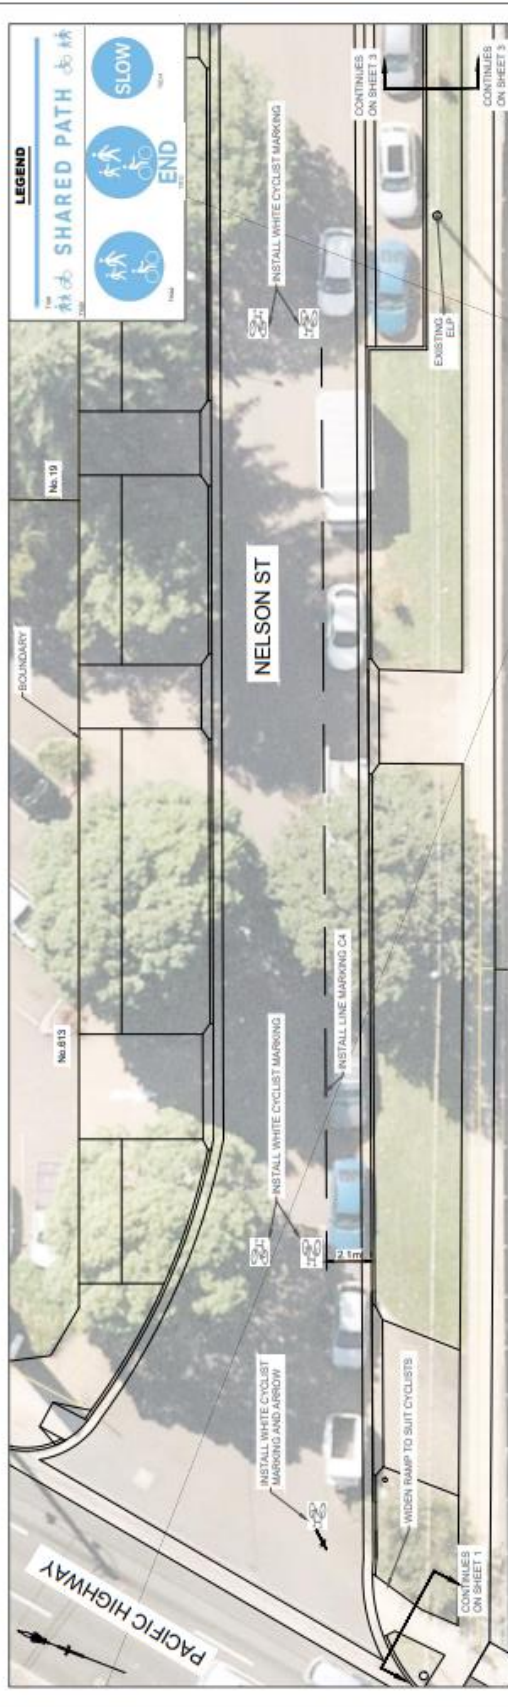 LEGEND
SHARED PATH
SLOW
END
CONTINUES
ON SHEET 3
CONTINUES
ON SHEET 3
INSTALL WHITE CYCLIST MARKING
EXISTING
ELP
No.19
BOUNDARY
NELSON ST
No.613
INSTALL LINE MARKING C4
INSTALL WHITE CYCLIST MARKING
2.1m
INSTALL WHITE CYCLIST
MARKING AND ARROW
WIDEN RAMP TO SUIT CYCLISTS
PACIFIC HIGHWAY
CONTINUES
ON SHEET 1